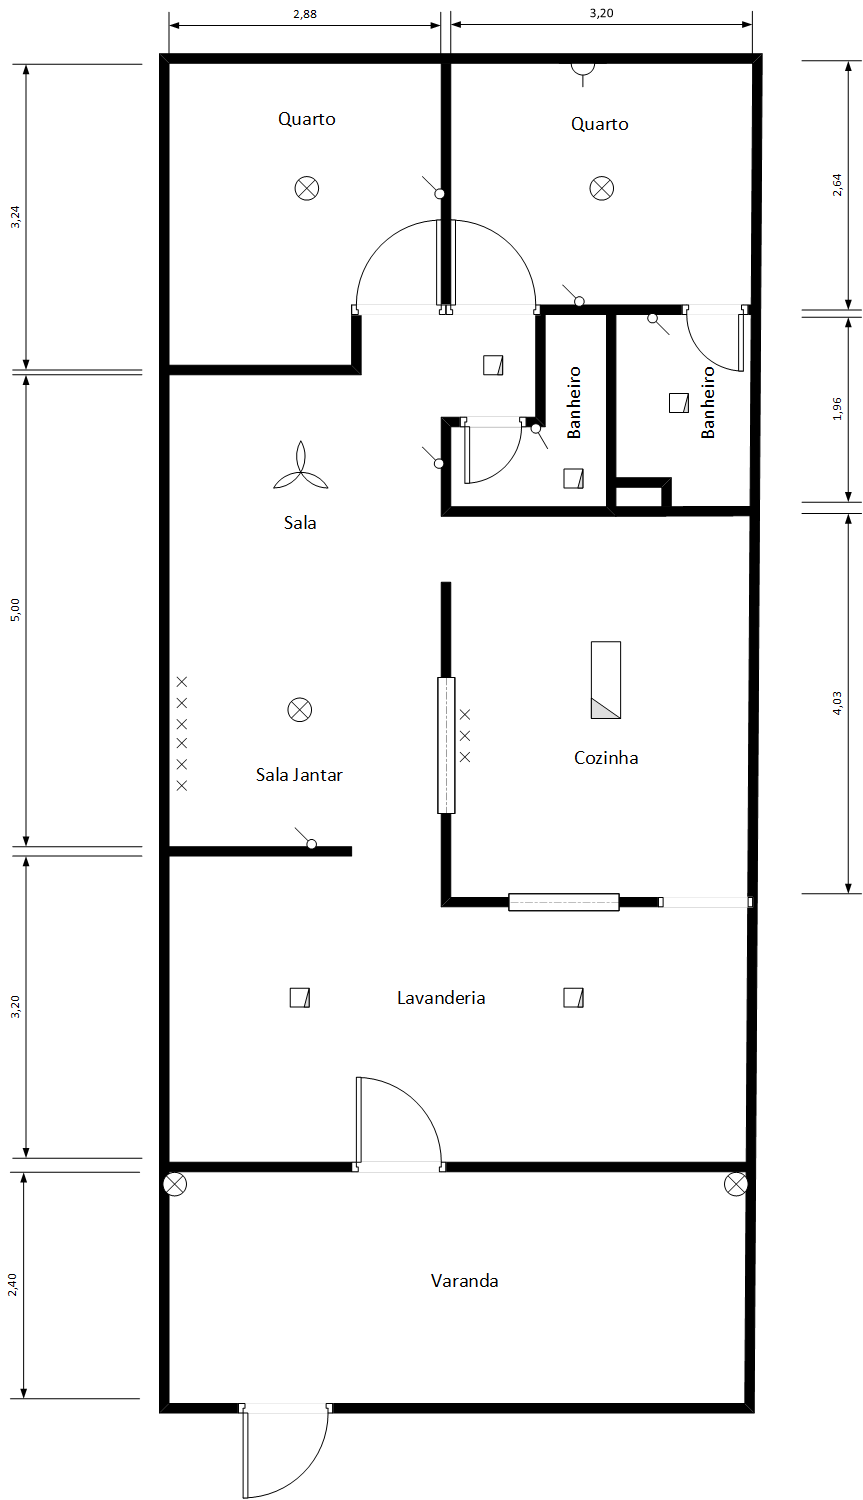 2,88
3,20
Quarto
Quarto
3,24
2,64
Banheiro
Banheiro
1,96
Sala
5,00
4,03
Cozinha
Sala Jantar
3,20
Lavanderia
2,40
Varanda